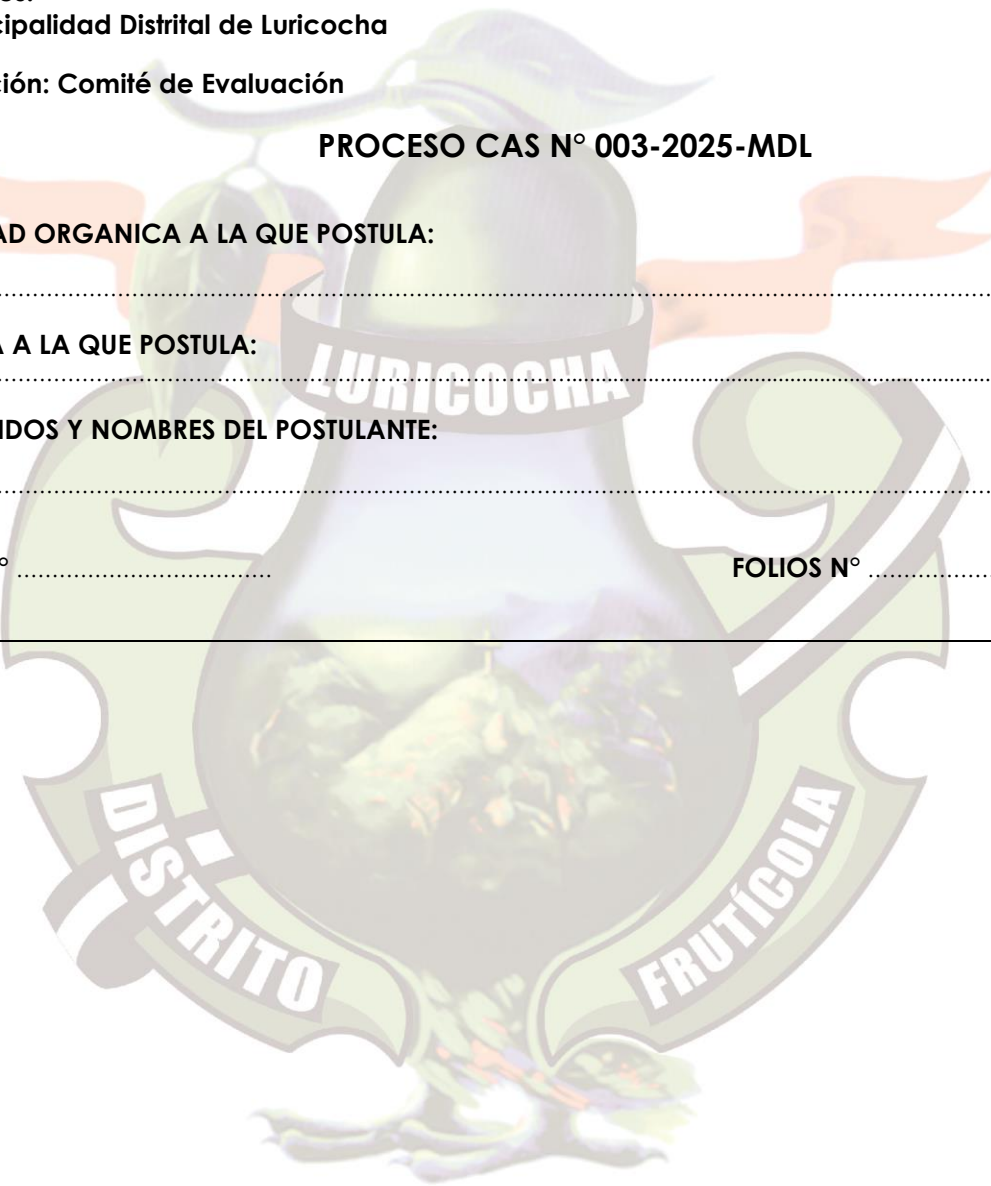 es:
cipalidad Distrital de Luricocha
ción: Comité de Evaluación
PROCESO CAS N° 003-2025-MDL
AD ORGANICA A LA QUE POSTULA:
................................................................................
A A LA QUE POSTULA:
................................................................................
LURICOCHA
IDOS Y NOMBRES DEL POSTULANTE:
................................................................................
° ................................... FOLIOS N° ..................
DISTRITO FRUTÍCOLA